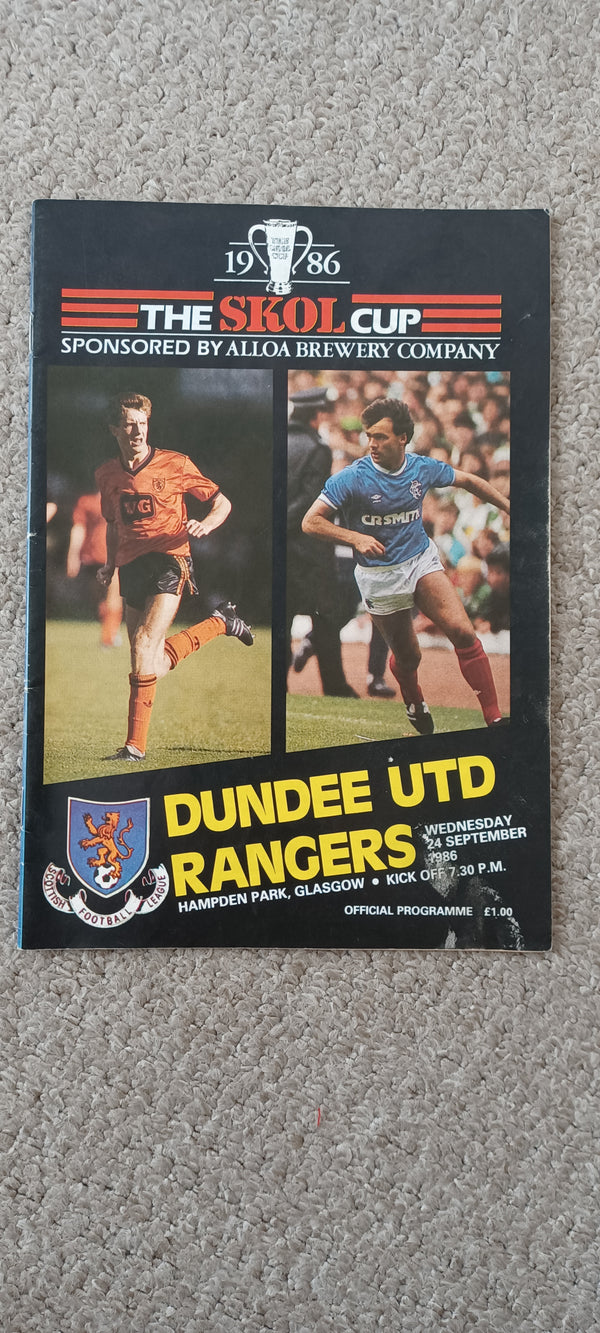 19 86
THE SKOL CUP
SPONSORED BY ALLOA BREWERY COMPANY
VG
CR SMITH
DUNDEE UTD
RANGERS
WEDNESDAY
24 SEPTEMBER
1986
HAMPDEN PARK, GLASGOW • KICK OFF 7.30 P.M.
SCOTTISH FOOTBALL LEAGUE
OFFICIAL PROGRAMME £1.00